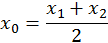 x₀ = (x₁ + x₂)/2